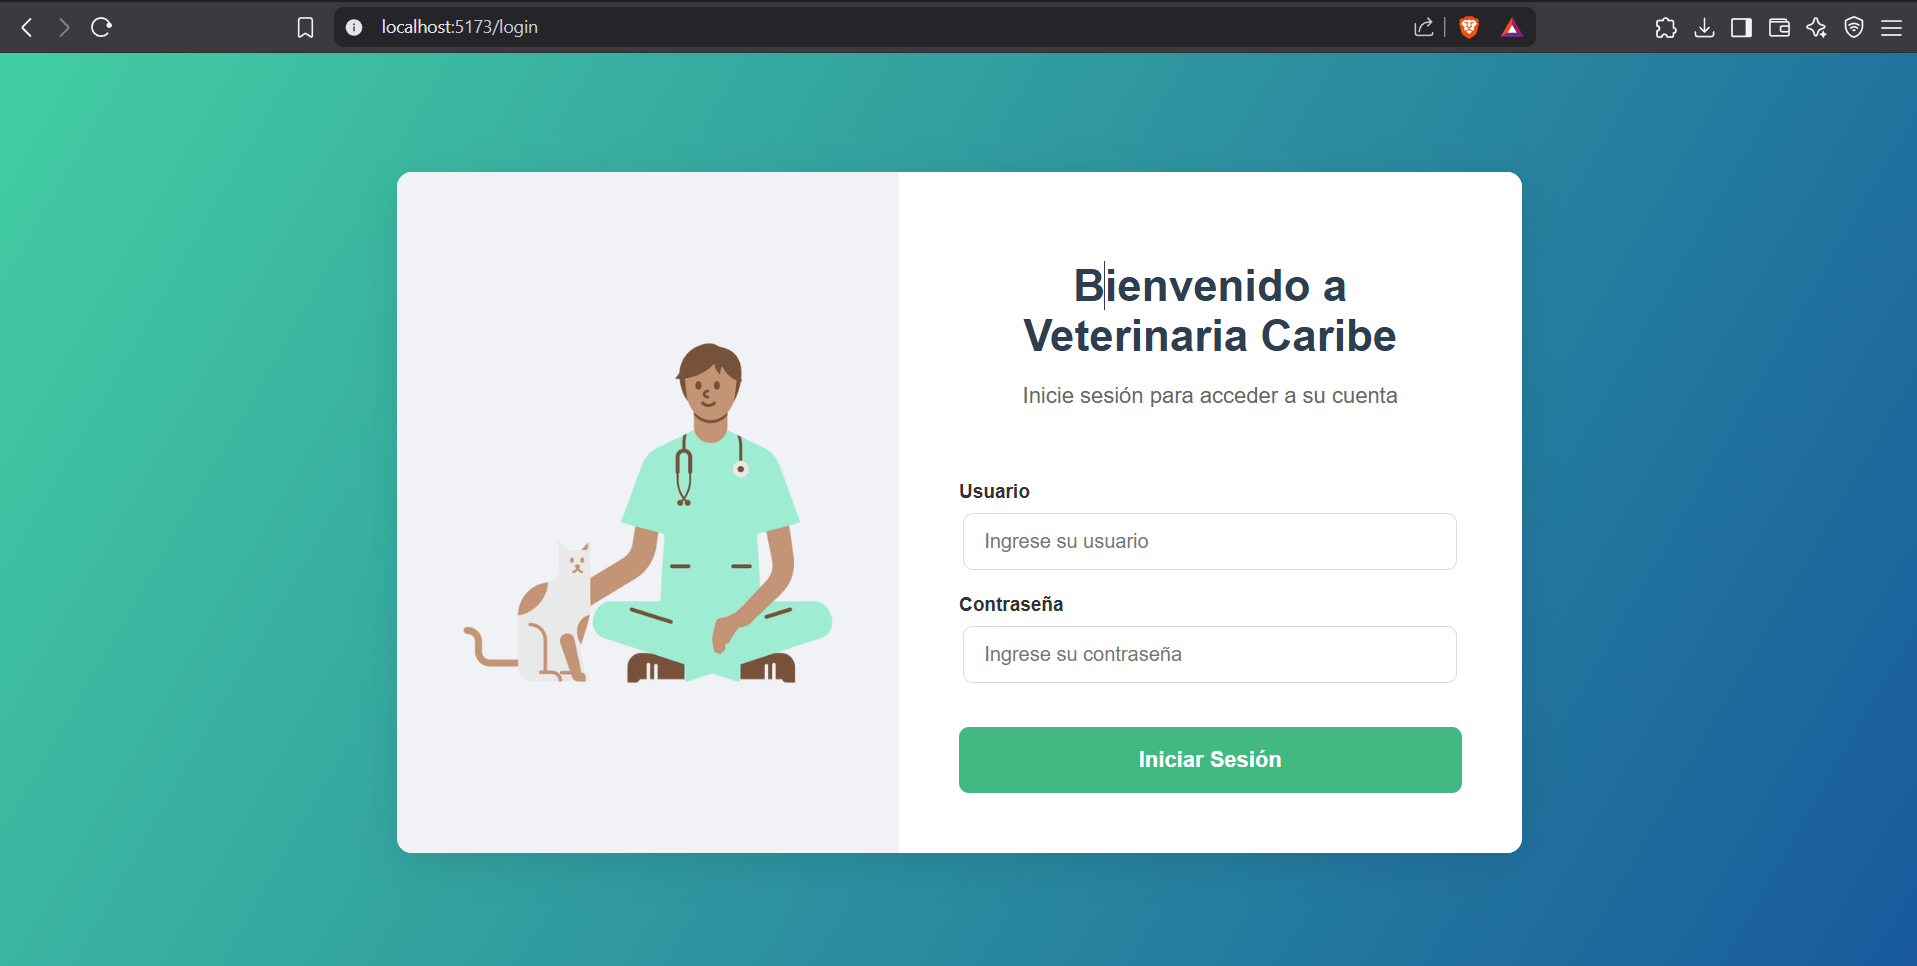 localhost:5173/login
Bienvenido a
Veterinaria Caribe
Inicie sesión para acceder a su cuenta
Usuario
Ingrese su usuario
Contraseña
Ingrese su contraseña
Iniciar Sesión